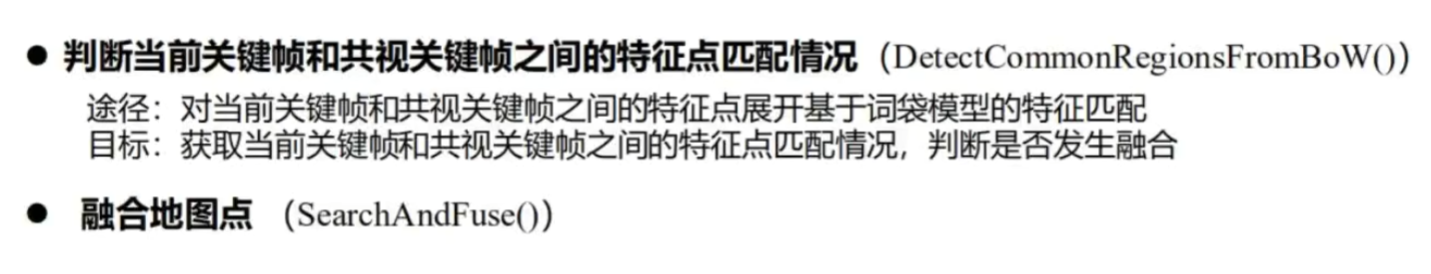 ● 判断当前关键帧和共视关键帧之间的特征点匹配情况（DetectCommonRegionsFromBoW()）
途径：对当前关键帧和共视关键帧之间的特征点展开基于词袋模型的特征匹配
目标：获取当前关键帧和共视关键帧之间的特征点匹配情况，判断是否发生融合
● 融合地图点 （SearchAndFuse()）